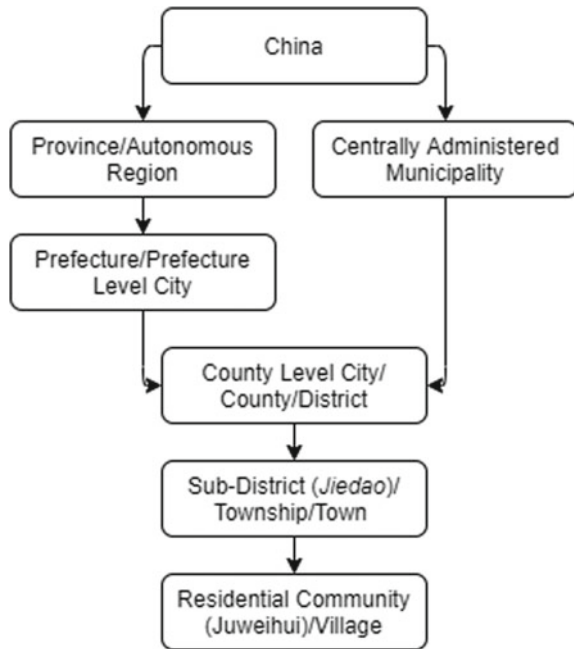 China
Province/Autonomous
Region
Centrally Administered
Municipality
Prefecture/Prefecture
Level City
County Level City/
County/District
Sub-District (Jiedao)/
Township/Town
Residential Community
(Juweihui)/Village